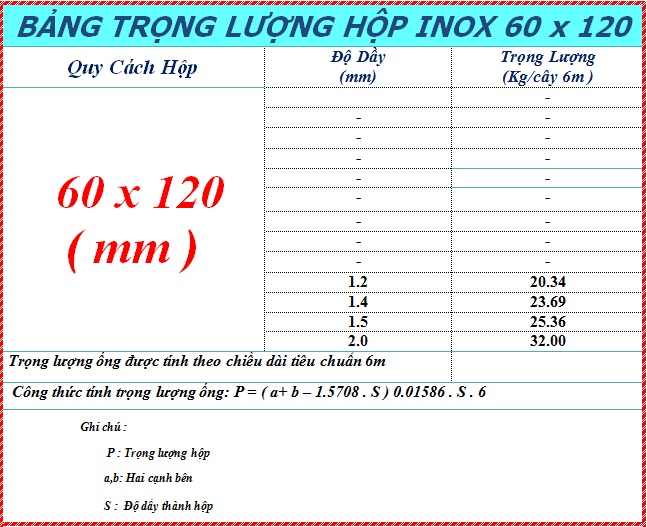 BẢNG TRỌNG LƯỢNG HỘP INOX 60 x 120
Quy Cách Hộp
Độ Dầy
(mm)
Trọng Lượng
(Kg/cây 6m )
-
- -
- -
- -
- -
- -
- -
- -
- -
60 x 120
( mm )
1.2 20.34
1.4 23.69
1.5 25.36
2.0 32.00
Trọng lượng ống được tính theo chiều dài tiêu chuẩn 6m
Công thức tính trọng lượng ống: P = ( a+ b – 1.5708 . S ) 0.01586 . S . 6
Ghi chú :
P : Trọng lượng hộp
a,b: Hai cạnh bên
S : Độ dầy thành hộp